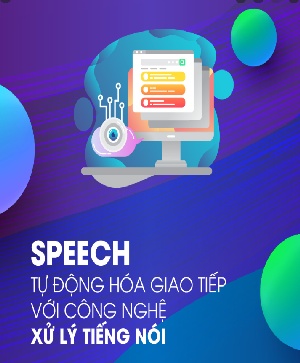 SPEECH
TỰ ĐỘNG HÓA GIAO TIẾP
VỚI CÔNG NGHỆ
XỬ LÝ TIẾNG NÓI